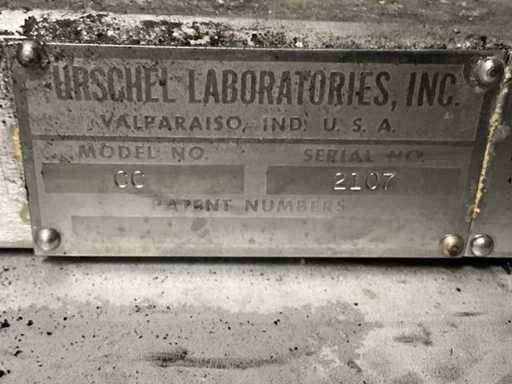 URSCHEL LABORATORIES, INC.
VALPARAISO, IND. U. S. A.
MODEL NO. SERIAL NO.
CC 2107
PATENT NUMBERS